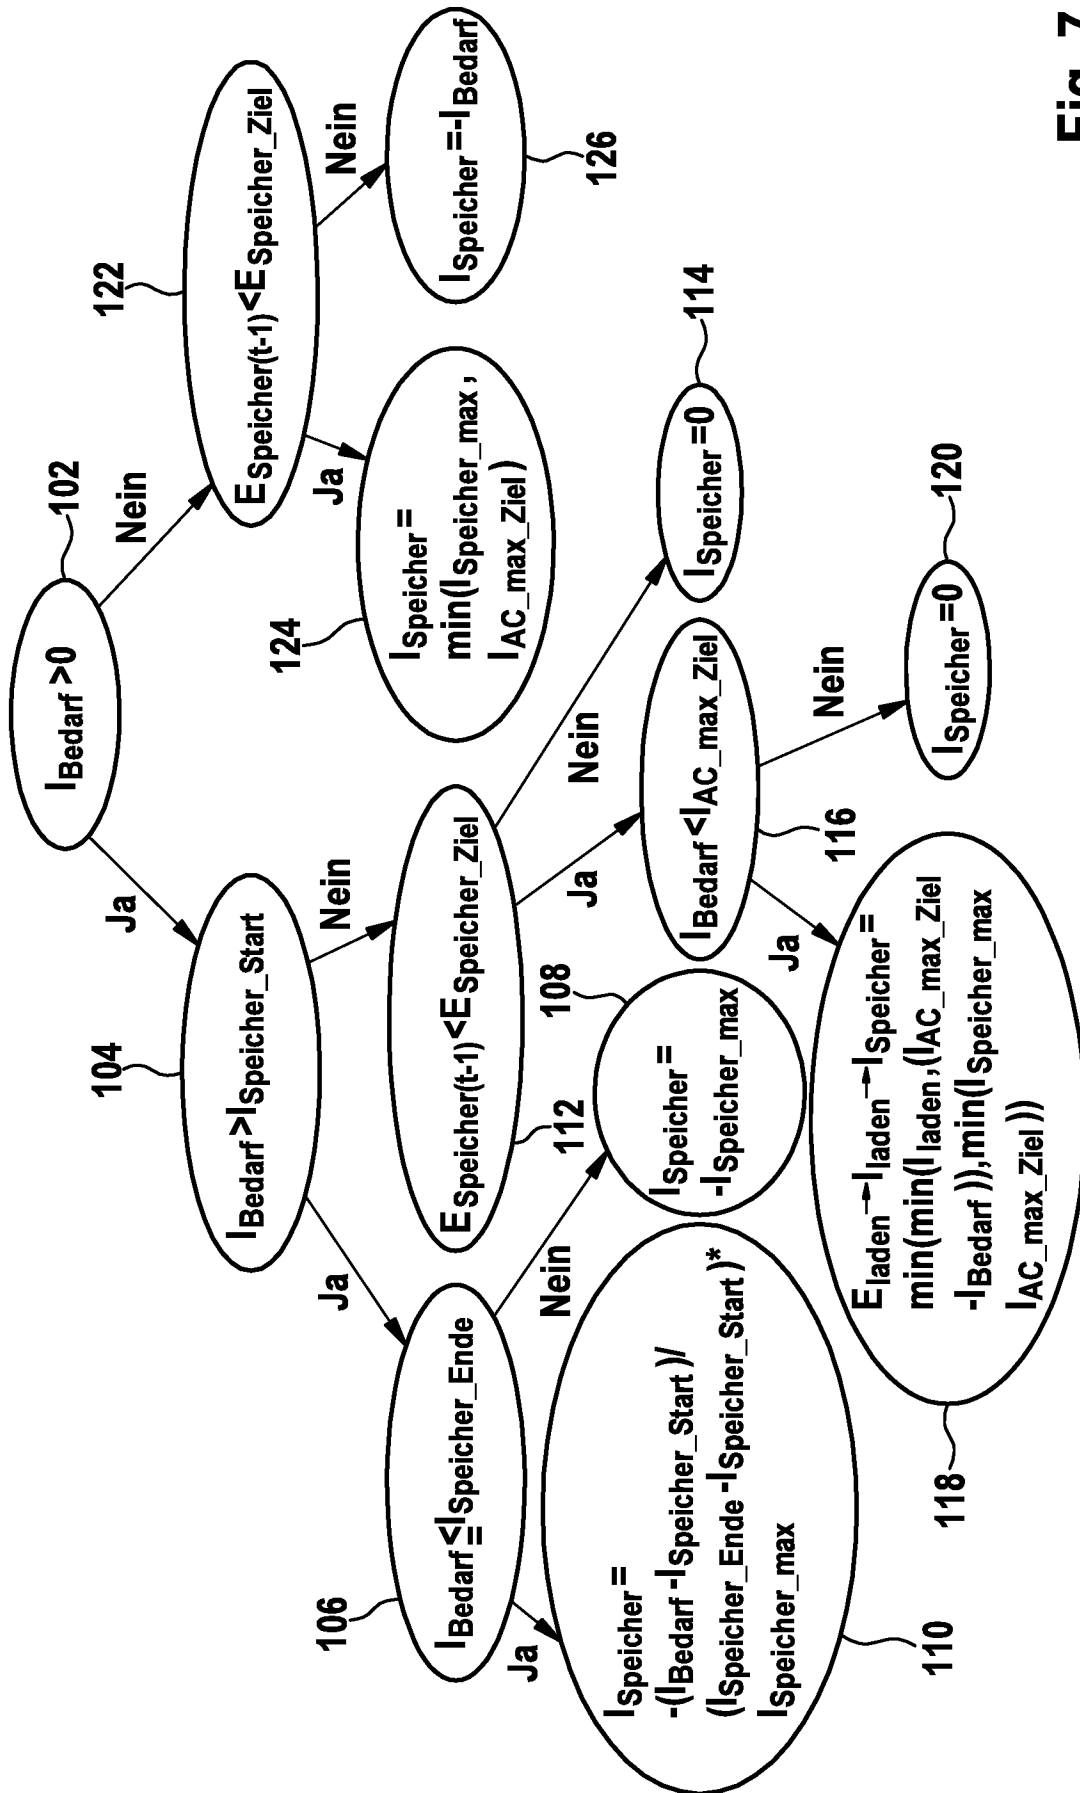 102
I_Bedarf >0
Ja
Nein
104
I_Bedarf >I_Speicher_Start
122
E_Speicher(t-1) <E_Speicher_Ziel
Ja
Nein
Ja
Nein
106
I_Bedarf ≦I_Speicher_Ende
112
E_Speicher(t-1) <E_Speicher_Ziel
124
I_Speicher =
min(I_Speicher_max ,
I_AC_max_Ziel )
I_Speicher =-I_Bedarf
126
Ja
Nein
Ja
Nein
110
I_Speicher =
-(I_Bedarf -I_Speicher_Start )/
(I_Speicher_Ende -I_Speicher_Start )*
I_Speicher_max
108
I_Speicher =
-I_Speicher_max
I_Bedarf <I_AC_max_Ziel
116
I_Speicher =0
114
Ja
Nein
118
E_laden → I_laden → I_Speicher =
min(min(I_laden ,(I_AC_max_Ziel
-I_Bedarf )),min(I_Speicher_max
I_AC_max_Ziel ))
I_Speicher =0
120
Fig. 7